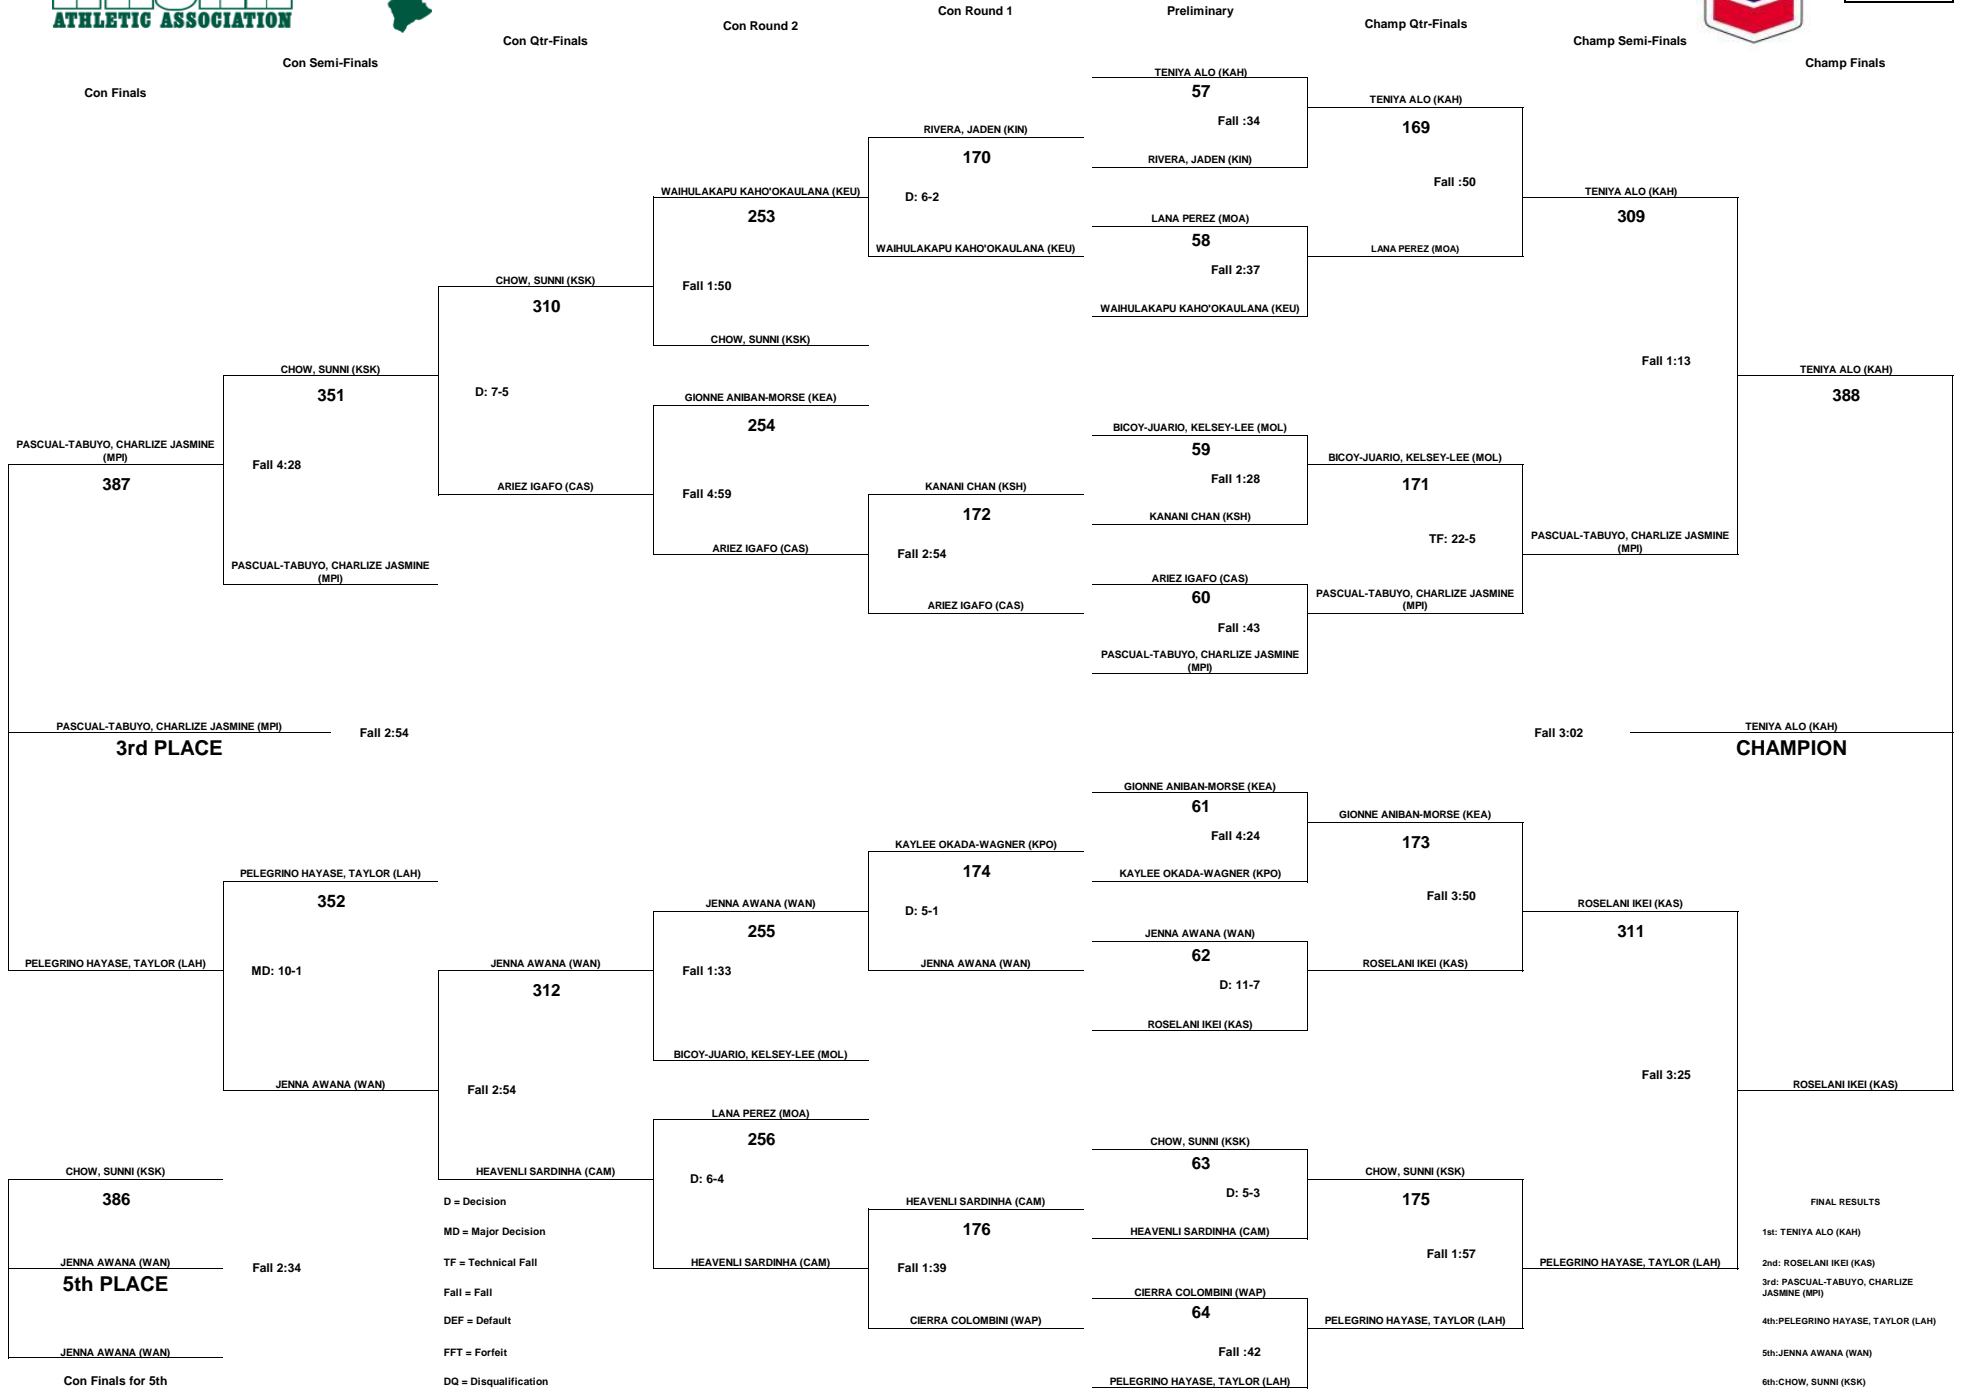 ATHLETIC ASSOCIATION
Con Finals
Con Semi-Finals
Con Qtr-Finals
Con Round 2
Con Round 1
Preliminary
Champ Qtr-Finals
Champ Semi-Finals
Champ Finals
PASCUAL-TABUYO, CHARLIZE JASMINE
(MPI)
387
PELEGRINO HAYASE, TAYLOR (LAH)
PASCUAL-TABUYO, CHARLIZE JASMINE (MPI)
3rd PLACE
Fall 2:54
CHOW, SUNNI (KSK)
386
JENNA AWANA (WAN)
5th PLACE
Fall 2:34
JENNA AWANA (WAN)
Con Finals for 5th
CHOW, SUNNI (KSK)
351
Fall 4:28
PASCUAL-TABUYO, CHARLIZE JASMINE
(MPI)
PELEGRINO HAYASE, TAYLOR (LAH)
352
MD: 10-1
JENNA AWANA (WAN)
CHOW, SUNNI (KSK)
310
D: 7-5
ARIEZ IGAFO (CAS)
JENNA AWANA (WAN)
312
Fall 2:54
HEAVENLI SARDINHA (CAM)
D = Decision
MD = Major Decision
TF = Technical Fall
Fall = Fall
DEF = Default
FFT = Forfeit
DQ = Disqualification
WAIHULAKAPU KAHO'OKAULANA (KEU)
253
Fall 1:50
CHOW, SUNNI (KSK)
GIONNE ANIBAN-MORSE (KEA)
254
Fall 4:59
ARIEZ IGAFO (CAS)
JENNA AWANA (WAN)
255
Fall 1:33
BICOY-JUARIO, KELSEY-LEE (MOL)
LANA PEREZ (MOA)
256
D: 6-4
HEAVENLI SARDINHA (CAM)
RIVERA, JADEN (KIN)
170
D: 6-2
WAIHULAKAPU KAHO'OKAULANA (KEU)
KANANI CHAN (KSH)
172
Fall 2:54
ARIEZ IGAFO (CAS)
KAYLEE OKADA-WAGNER (KPO)
174
D: 5-1
JENNA AWANA (WAN)
HEAVENLI SARDINHA (CAM)
176
Fall 1:39
CIERRA COLOMBINI (WAP)
TENIYA ALO (KAH)
57
Fall :34
RIVERA, JADEN (KIN)
LANA PEREZ (MOA)
58
Fall 2:37
WAIHULAKAPU KAHO'OKAULANA (KEU)
BICOY-JUARIO, KELSEY-LEE (MOL)
59
Fall 1:28
KANANI CHAN (KSH)
ARIEZ IGAFO (CAS)
60
Fall :43
PASCUAL-TABUYO, CHARLIZE JASMINE
(MPI)
GIONNE ANIBAN-MORSE (KEA)
61
Fall 4:24
KAYLEE OKADA-WAGNER (KPO)
JENNA AWANA (WAN)
62
D: 11-7
ROSELANI IKEI (KAS)
CHOW, SUNNI (KSK)
63
D: 5-3
HEAVENLI SARDINHA (CAM)
CIERRA COLOMBINI (WAP)
64
Fall :42
PELEGRINO HAYASE, TAYLOR (LAH)
TENIYA ALO (KAH)
169
Fall :50
LANA PEREZ (MOA)
BICOY-JUARIO, KELSEY-LEE (MOL)
171
TF: 22-5
PASCUAL-TABUYO, CHARLIZE JASMINE
(MPI)
GIONNE ANIBAN-MORSE (KEA)
173
Fall 3:50
ROSELANI IKEI (KAS)
CHOW, SUNNI (KSK)
175
Fall 1:57
PELEGRINO HAYASE, TAYLOR (LAH)
TENIYA ALO (KAH)
309
Fall 1:13
PASCUAL-TABUYO, CHARLIZE JASMINE
(MPI)
ROSELANI IKEI (KAS)
311
Fall 3:25
PELEGRINO HAYASE, TAYLOR (LAH)
TENIYA ALO (KAH)
388
Fall 3:02
TENIYA ALO (KAH)
CHAMPION
ROSELANI IKEI (KAS)
FINAL RESULTS
1st: TENIYA ALO (KAH)
2nd: ROSELANI IKEI (KAS)
3rd: PASCUAL-TABUYO, CHARLIZE
JASMINE (MPI)
4th:PELEGRINO HAYASE, TAYLOR (LAH)
5th:JENNA AWANA (WAN)
6th:CHOW, SUNNI (KSK)